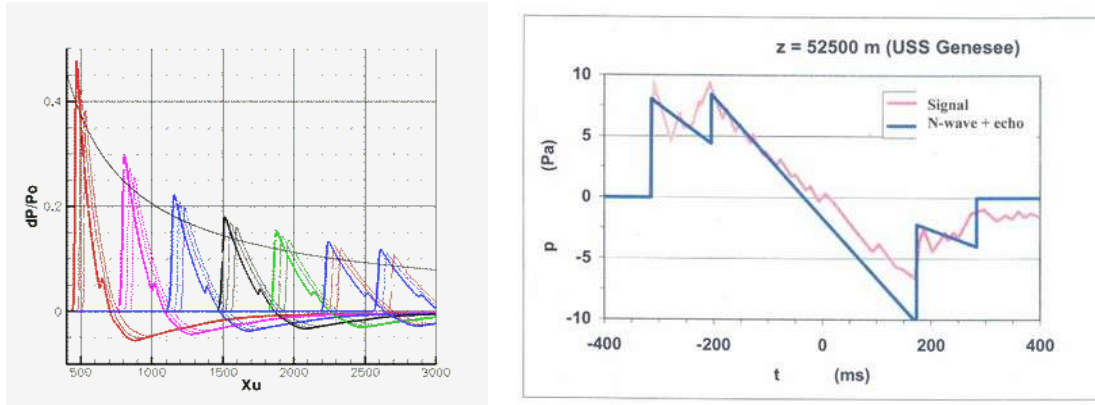 0.4
0.2
0
dP/Po
500 1000 1500 2000 2500 3000
Xu
z = 52500 m (USS Genesee)
10
5
0
-5
-10
(Pa)
p
Signal
N-wave + echo
-400 -200 0 200 400
t (ms)